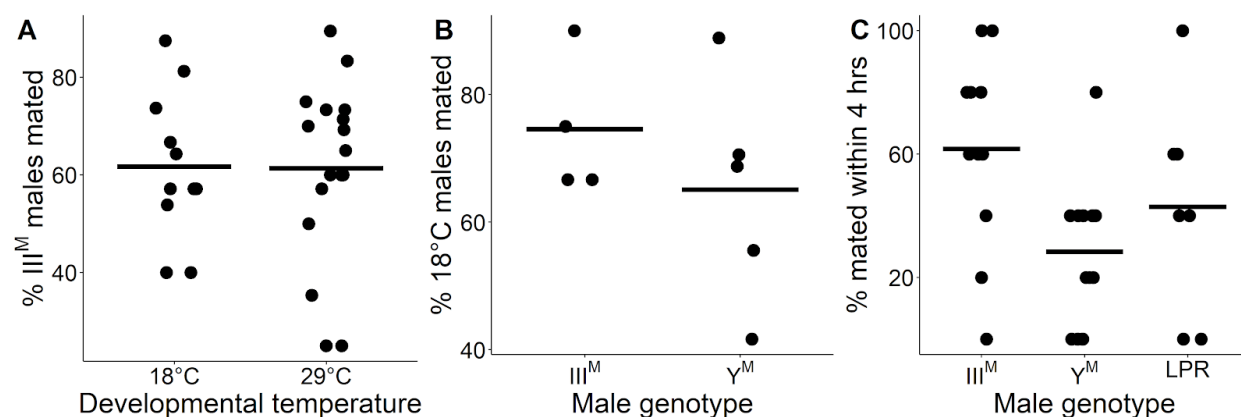 A
% III^M males mated
80
60
40
18°C
29°C
Developmental temperature
B
% 18°C males mated
80
60
40
III^M
Y^M
Male genotype
C
% mated within 4 hrs
100
60
20
III^M
Y^M
LPR
Male genotype